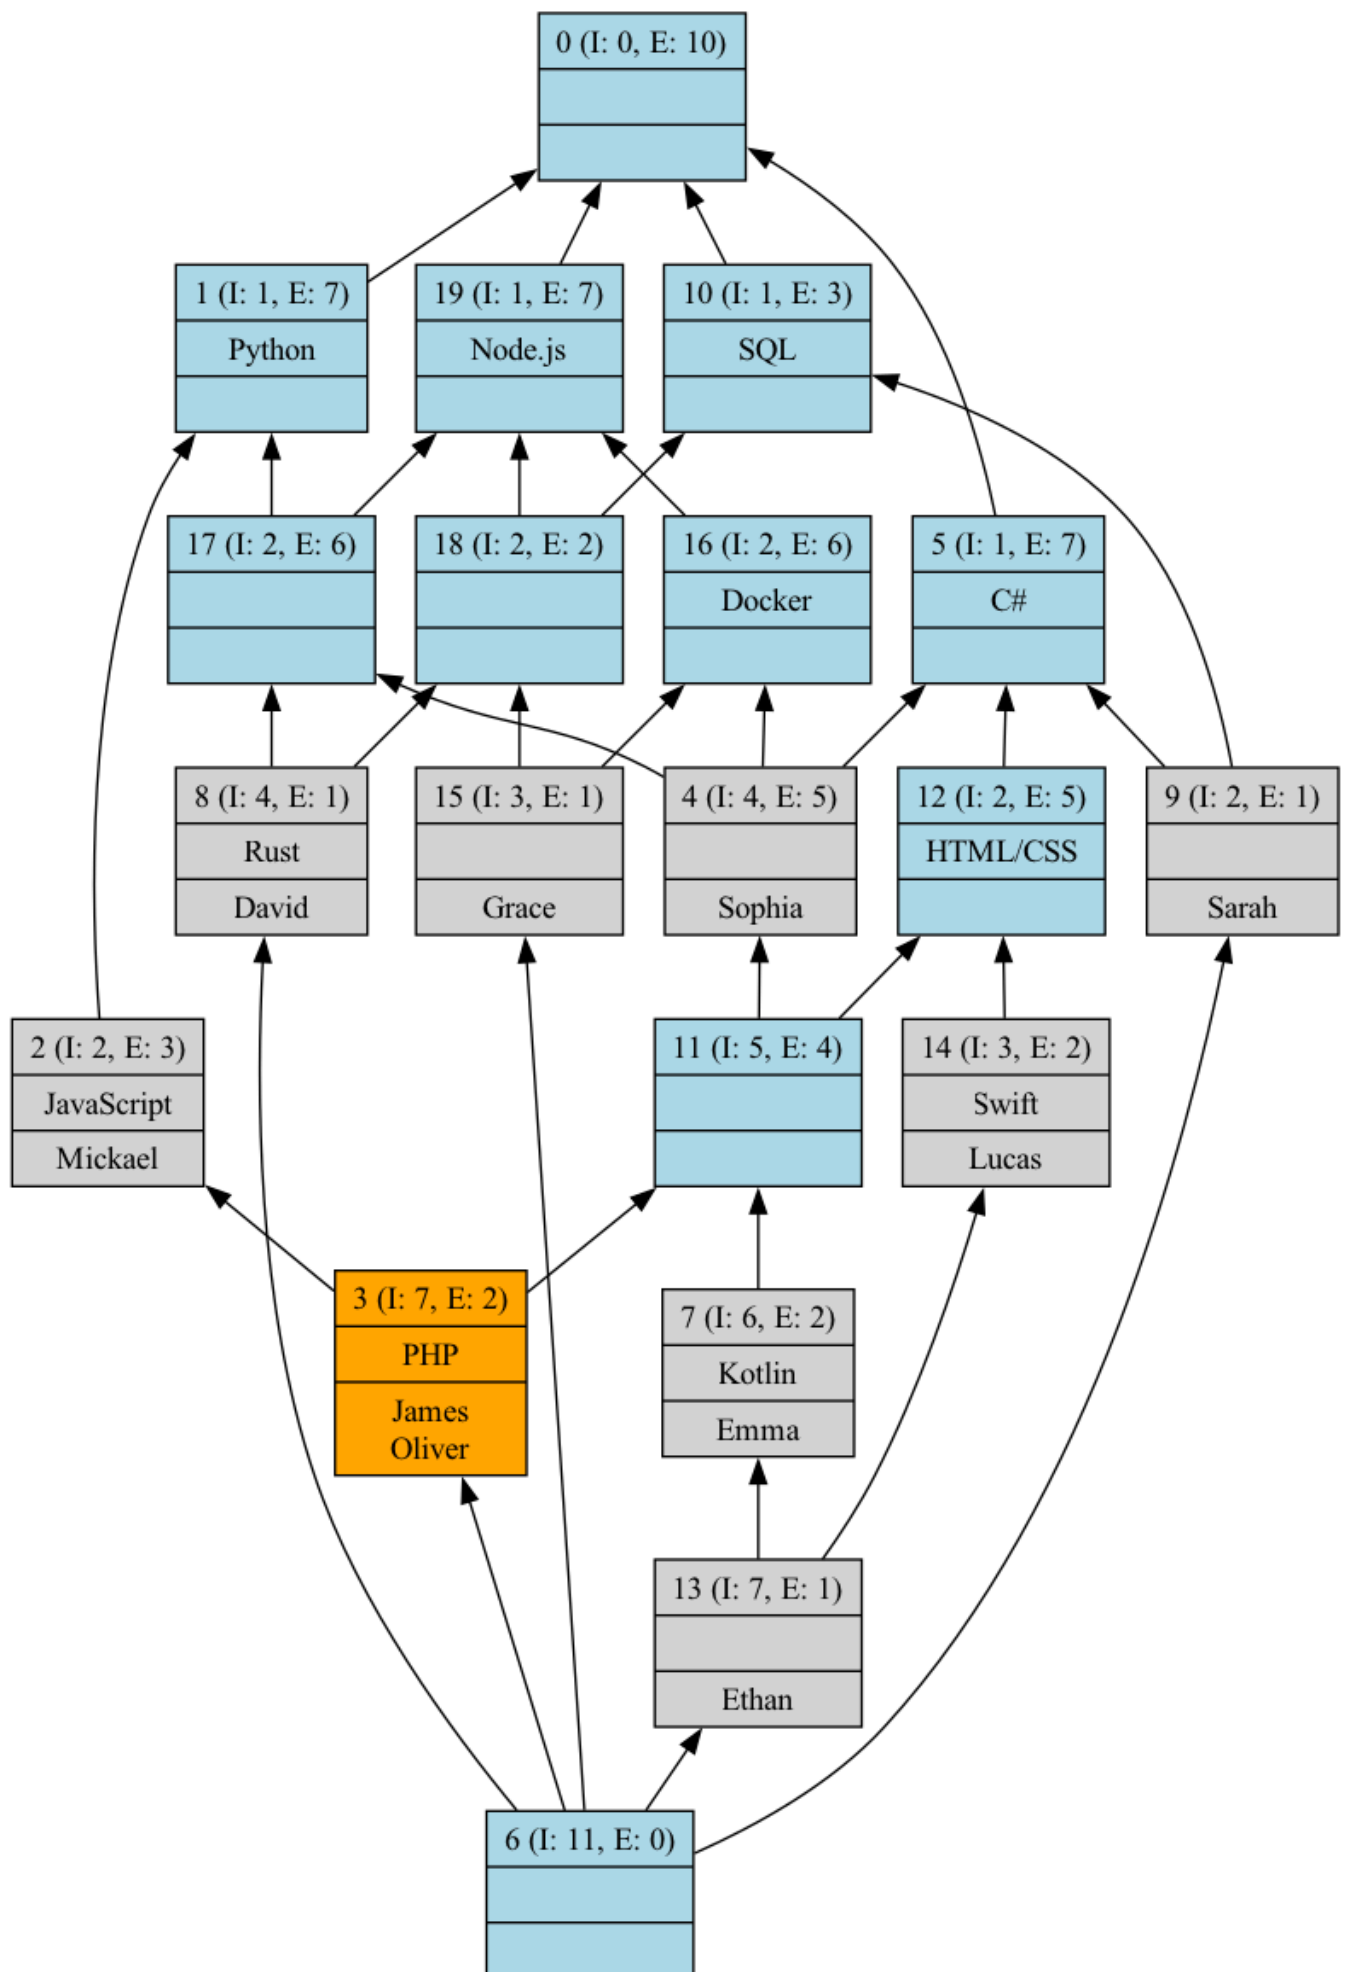 0 (I: 0, E: 10)
1 (I: 1, E: 7)
Python
19 (I: 1, E: 7)
Node.js
10 (I: 1, E: 3)
SQL
17 (I: 2, E: 6)
18 (I: 2, E: 2)
16 (I: 2, E: 6)
Docker
5 (I: 1, E: 7)
C#
8 (I: 4, E: 1)
Rust
David
15 (I: 3, E: 1)
Grace
4 (I: 4, E: 5)
Sophia
12 (I: 2, E: 5)
HTML/CSS
9 (I: 2, E: 1)
Sarah
2 (I: 2, E: 3)
JavaScript
Mickael
11 (I: 5, E: 4)
14 (I: 3, E: 2)
Swift
Lucas
3 (I: 7, E: 2)
PHP
James
Oliver
7 (I: 6, E: 2)
Kotlin
Emma
13 (I: 7, E: 1)
Ethan
6 (I: 11, E: 0)